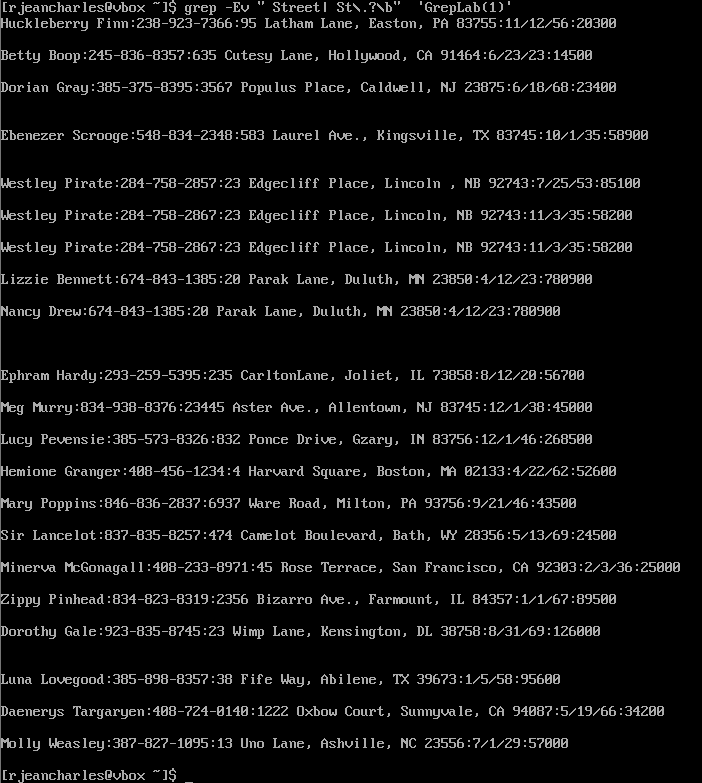 [rjeancharles@vbox ~]$ grep -Ev " Street| St\.?\b"  'GrepLab(1)'
Huckleberry Finn:238-923-7366:95 Latham Lane, Easton, PA 83755:11/12/56:20300
Betty Boop:245-836-8357:635 Cutesy Lane, Hollywood, CA 91464:6/23/23:14500
Dorian Gray:385-375-8395:3567 Populus Place, Caldwell, NJ 23875:6/18/68:23400
Ebenezer Scrooge:548-834-2348:583 Laurel Ave., Kingsville, TX 83745:10/1/35:58900
Westley Pirate:284-758-2857:23 Edgecliff Place, Lincoln , NB 92743:7/25/53:85100
Westley Pirate:284-758-2867:23 Edgecliff Place, Lincoln, NB 92743:11/3/35:58200
Westley Pirate:284-758-2867:23 Edgecliff Place, Lincoln, NB 92743:11/3/35:58200
Lizzie Bennett:674-843-1385:20 Parak Lane, Duluth, MN 23850:4/12/23:780900
Nancy Drew:674-843-1385:20 Parak Lane, Duluth, MN 23850:4/12/23:780900
Ephram Hardy:293-259-5395:235 CarltonLane, Joliet, IL 73858:8/12/20:56700
Meg Murry:834-938-8376:23445 Aster Ave., Allentown, NJ 83745:12/1/38:45000
Lucy Pevensie:385-573-8326:832 Ponce Drive, Gzary, IN 83756:12/1/46:268500
Hemione Granger:408-456-1234:4 Harvard Square, Boston, MA 02133:4/22/62:52600
Mary Poppins:846-836-2837:6937 Ware Road, Milton, PA 93756:9/21/46:43500
Sir Lancelot:837-835-8257:474 Camelot Boulevard, Bath, WY 28356:5/13/69:24500
Minerva McGonagall:408-233-8971:45 Rose Terrace, San Francisco, CA 92303:2/3/36:25000
Zippy Pinhead:834-823-8319:2356 Bizarro Ave., Farmount, IL 84357:1/1/67:89500
Dorothy Gale:923-835-8745:23 Wimp Lane, Kensington, DL 38758:8/31/69:126000
Luna Lovegood:385-898-8357:38 Fife Way, Abilene, TX 39673:1/5/58:95600
Daenerys Targaryen:408-724-0140:1222 Oxbow Court, Sunnyvale, CA 94087:5/19/66:34200
Molly Weasley:387-827-1095:13 Uno Lane, Ashville, NC 23556:7/1/29:57000
[rjeancharles@vbox ~]$ _